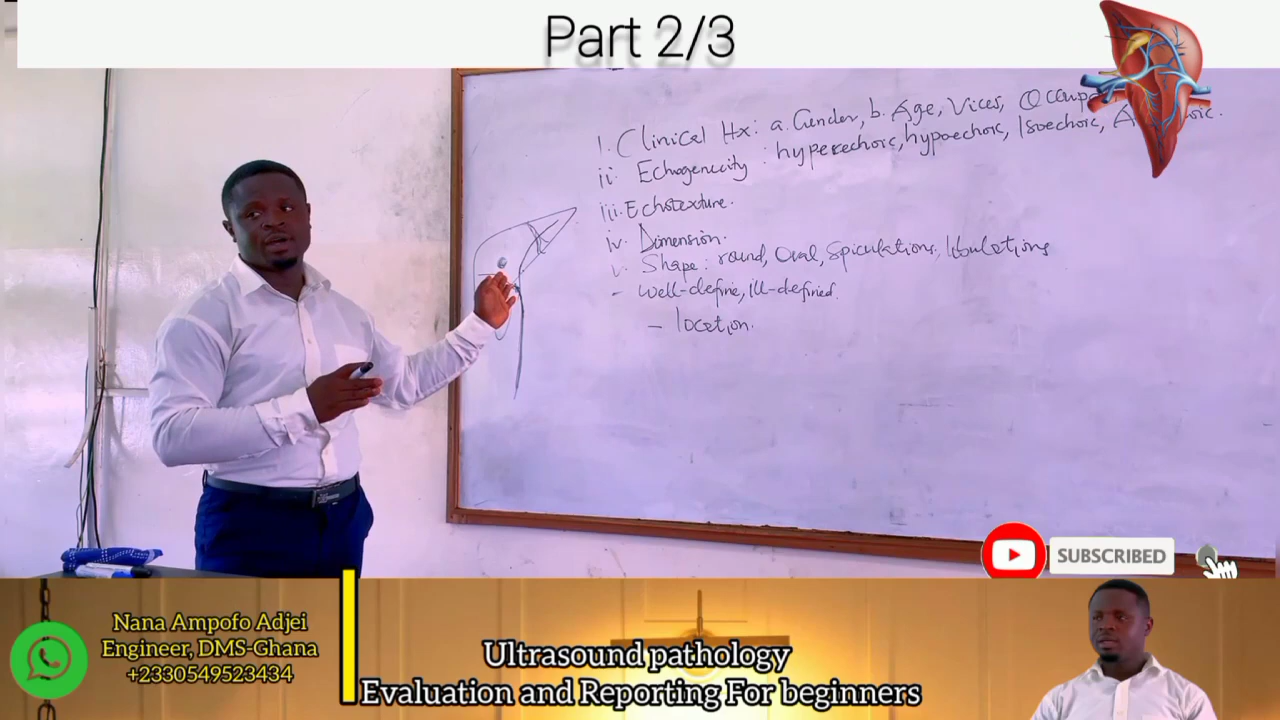 Part 2/3
1. Clinical Hx: a. Gender, b. Age, Vices,
ii. Echogenicity : hyperechoic, hypoechoic, Isoechoic,
iii. Echotexture.
iv. Dimension.
v. Shape: round, Oval, Spiculations, lobulations
- well-define, ill-defined.
- location.
SUBSCRIBED
Nana Ampofo Adjei
Engineer, DMS-Ghana
+2330549523434
Ultrasound pathology
Evaluation and Reporting For beginners